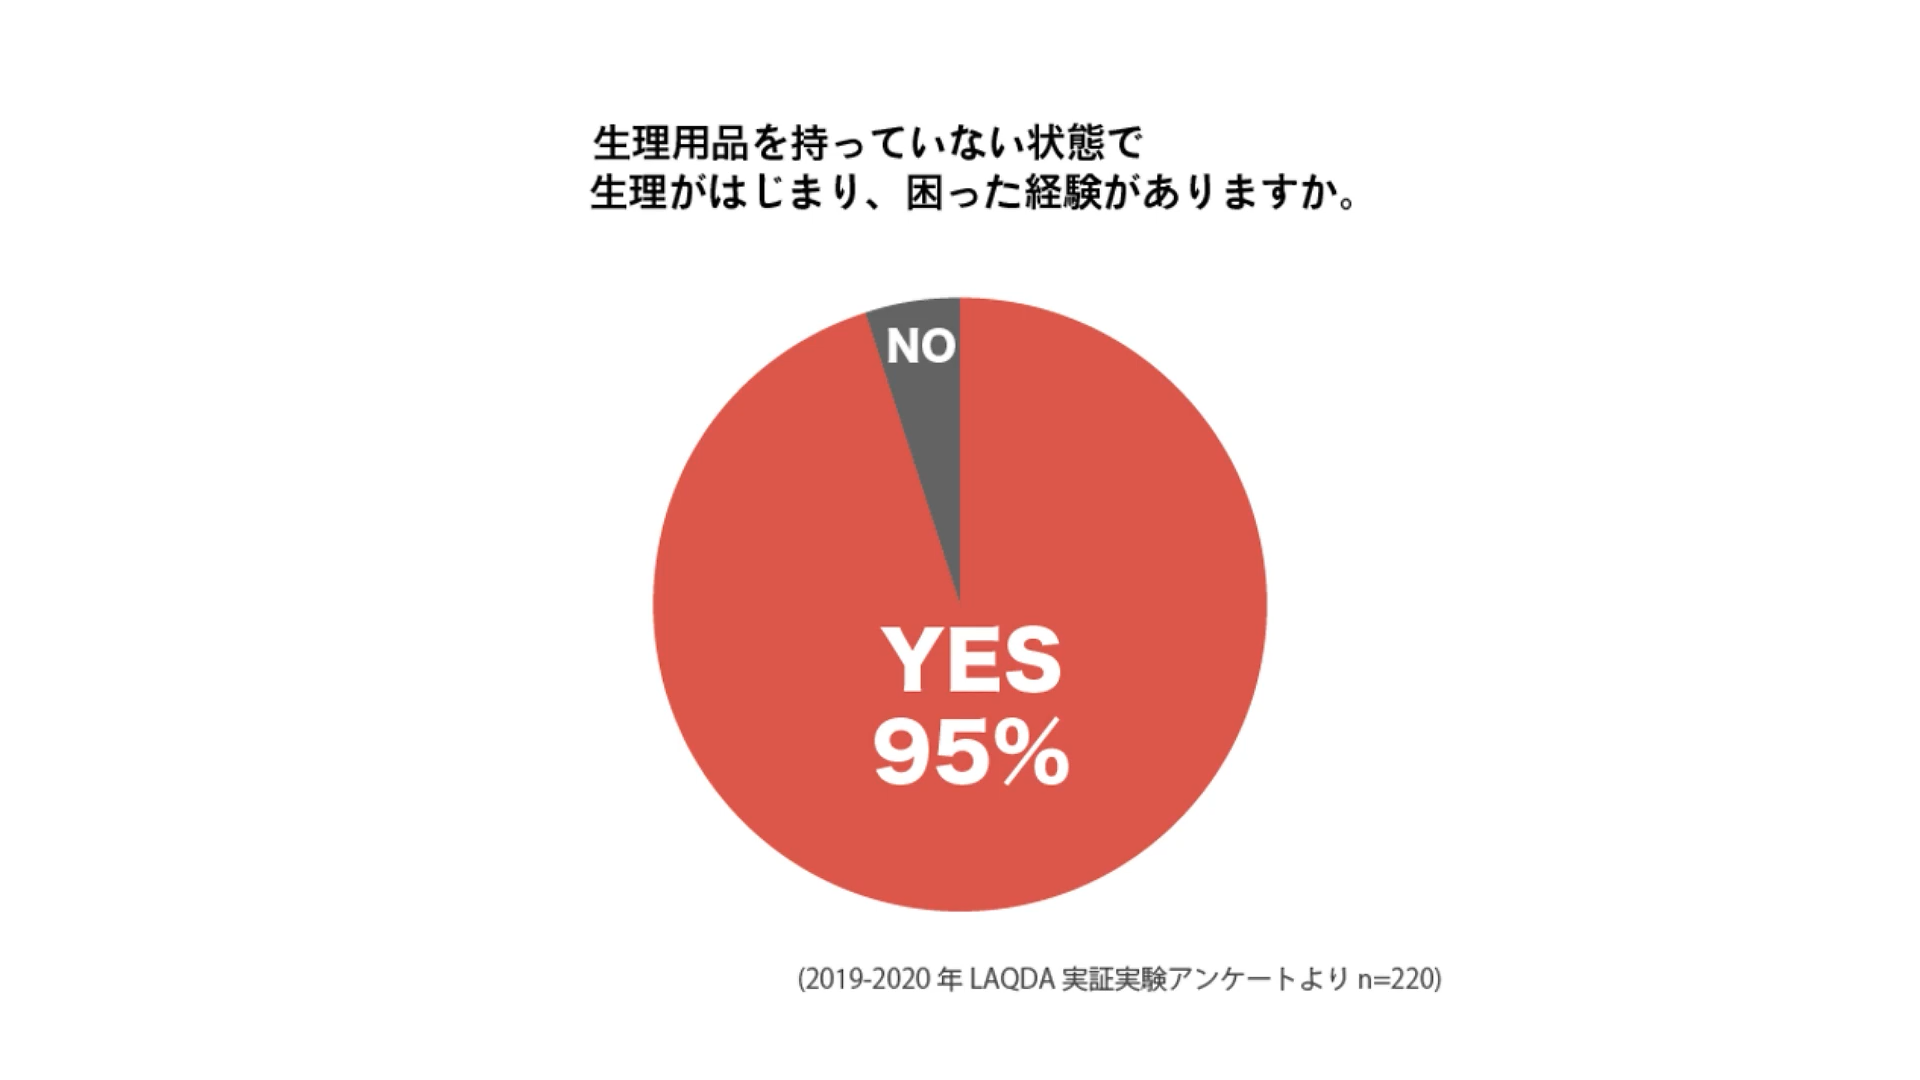 生理用品を持っていない状態で
生理がはじまり、困った経験がありますか。
NO
YES
95%
(2019-2020 年 LAQDA 実証実験アンケートより n=220)